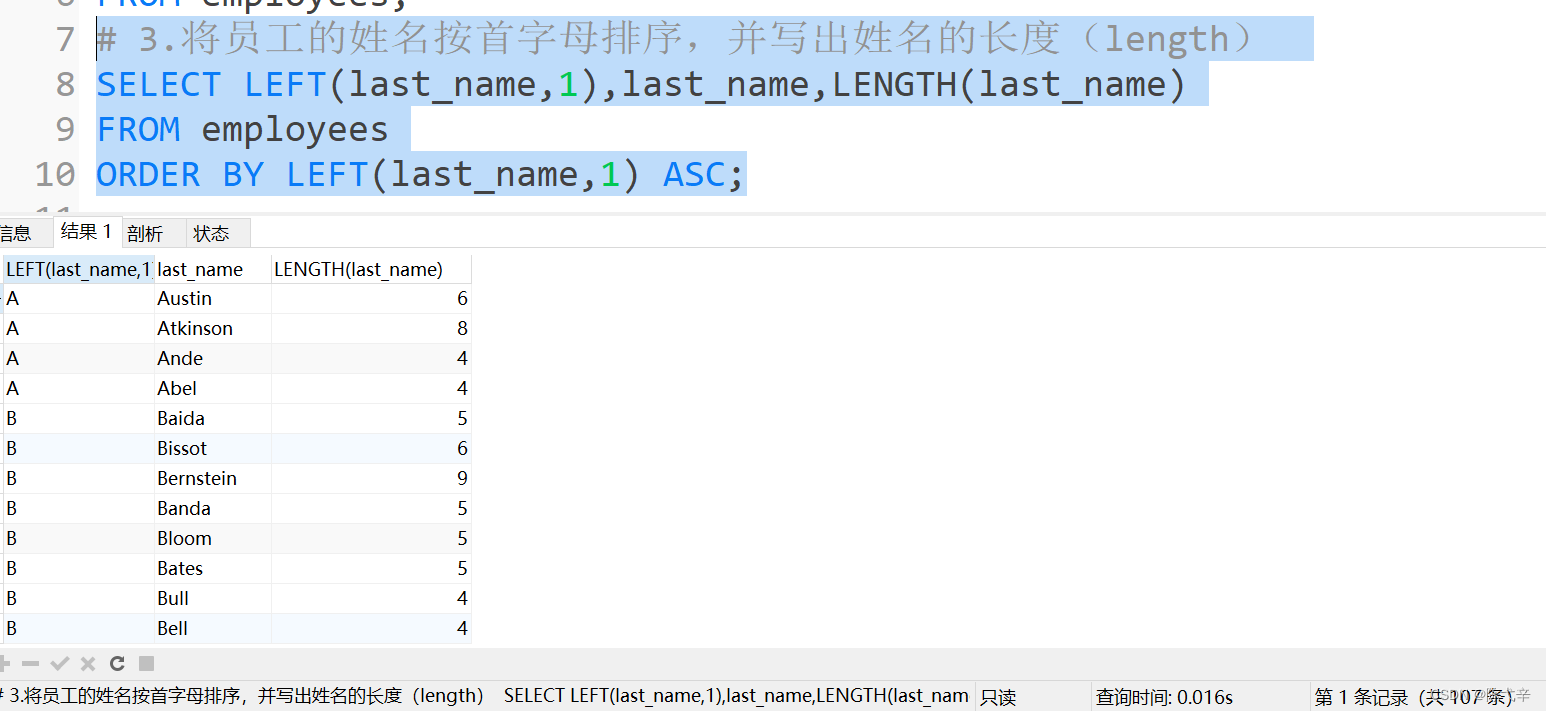 6 FROM employees;
7 # 3.将员工的姓名按首字母排序，并写出姓名的长度（length）
8 SELECT LEFT(last_name,1),last_name,LENGTH(last_name)
9 FROM employees
10 ORDER BY LEFT(last_name,1) ASC;
11
信息 结果 1 剖析 状态
LEFT(last_name,1) last_name LENGTH(last_name)
A Austin 6
A Atkinson 8
A Ande 4
A Abel 4
B Baida 5
B Bissot 6
B Bernstein 9
B Banda 5
B Bloom 5
B Bates 5
B Bull 4
B Bell 4
# 3.将员工的姓名按首字母排序，并写出姓名的长度（length） SELECT LEFT(last_name,1),last_name,LENGTH(last_nam 只读 查询时间: 0.016s 第 1 条记录（共 107 条）